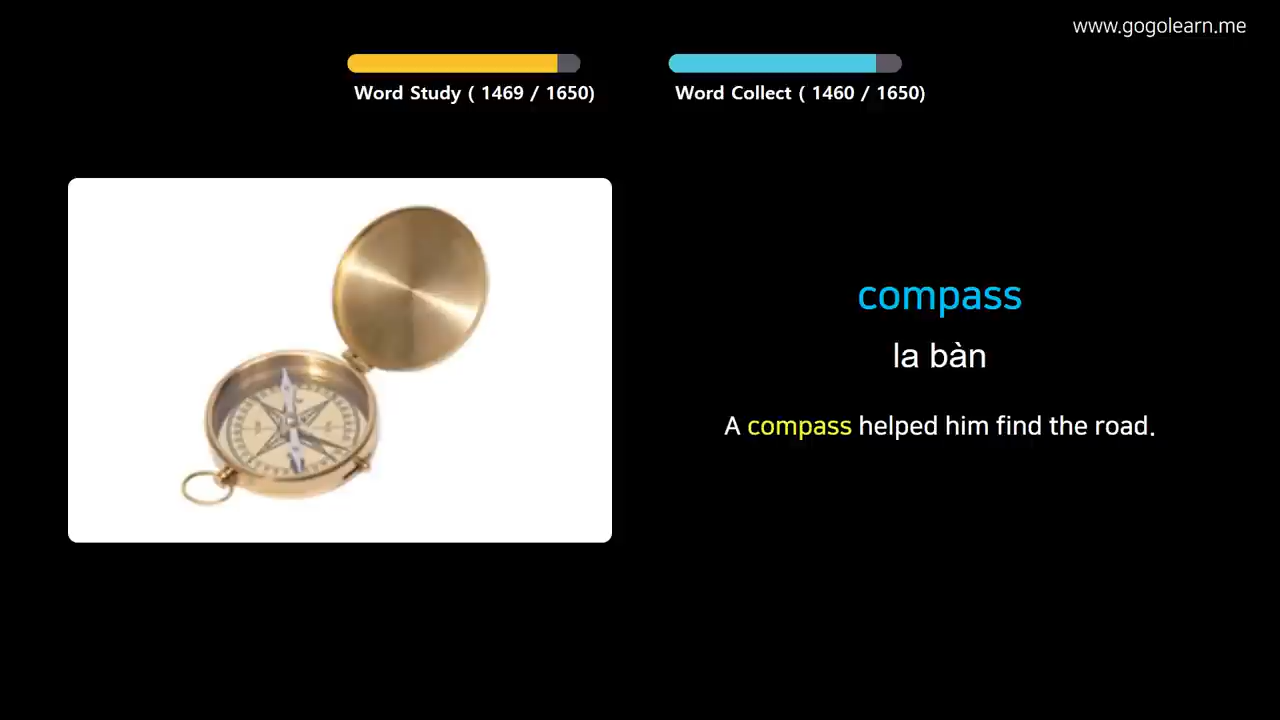 www.gogolearn.me
Word Study ( 1469 / 1650)
Word Collect ( 1460 / 1650)
compass
la bàn
A compass helped him find the road.